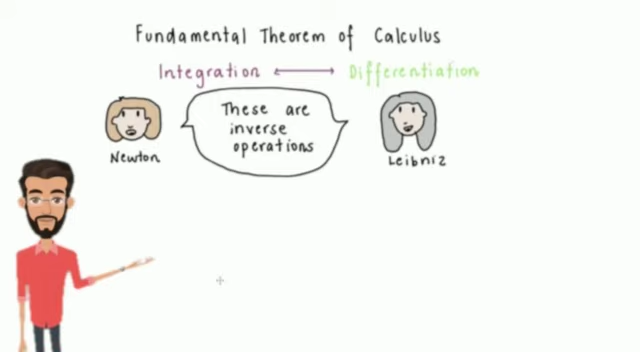 Fundamental Theorem of Calculus
Integration Differentiation
These are
inverse
operations
Newton
Leibniz